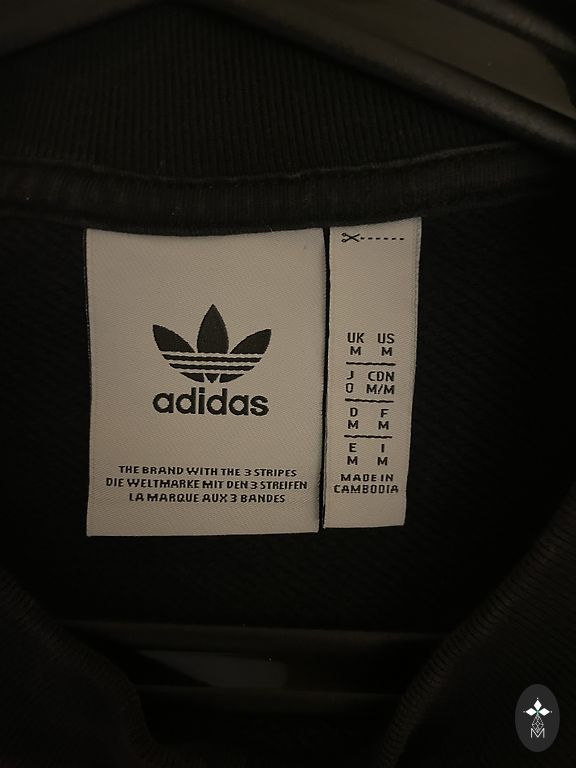 adidas
THE BRAND WITH THE 3 STRIPES
DIE WELTMARKE MIT DEN 3 STREIFEN
LA MARQUE AUX 3 BANDES
UK US
M M
J CDN
O M/M
D F
M M
E I
M M
MADE IN
CAMBODIA
M